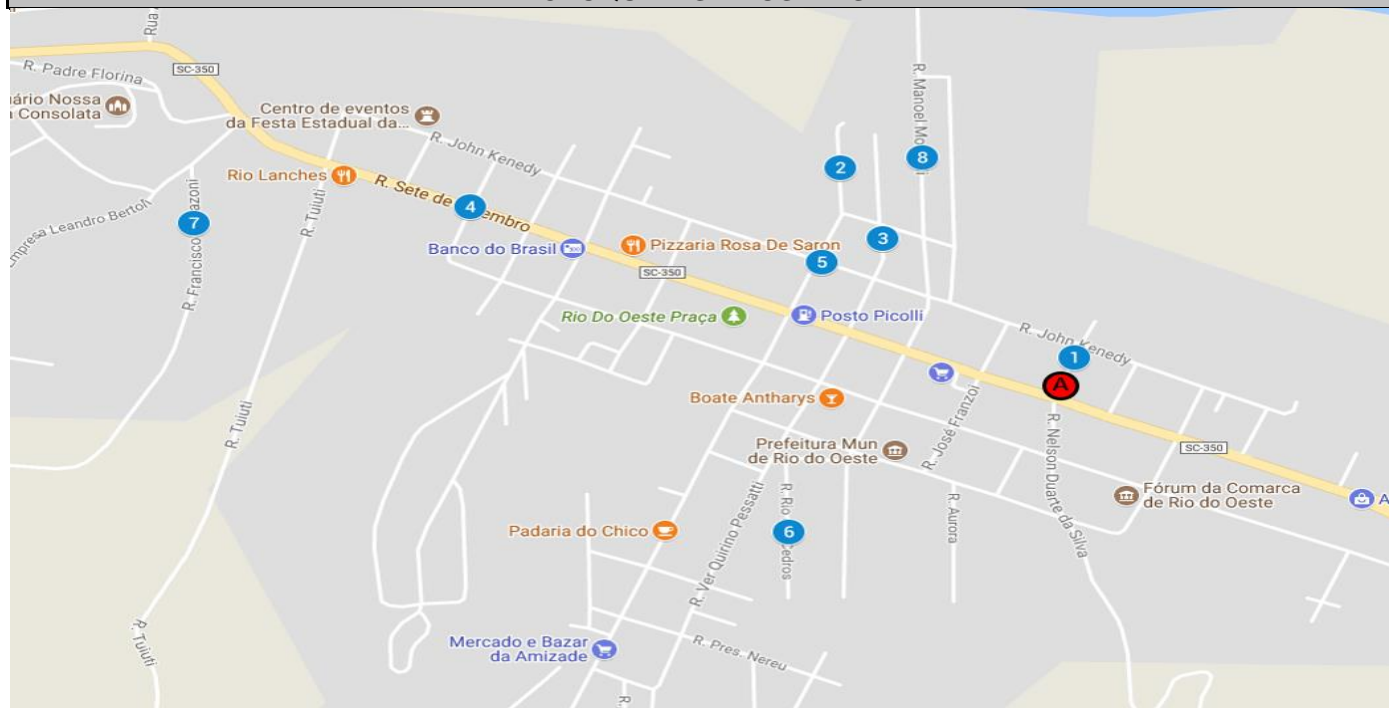 Rua
SC-350
R. Padre Florina
ário Nossa
a Consolata
Centro de eventos
da Festa Estadual da...
R. John Kenedy
R. Manoel Mo
2
8
Rio Lanches
R. Sete de
4
embro
R. Tuiuti
7
R. Francisco
azoni
mpresa Leandro Bertoli
Banco do Brasil
Pizzaria Rosa De Saron
3
5
SC-350
Rio Do Oeste Praça
Posto Picolli
R. John Kenedy
1
A
Boate Antharys
R. José Franzoi
R. Tuiuti
Prefeitura Mun
de Rio do Oeste
R. Nelson Duarte da Silva
SC-350
Fórum da Comarca
de Rio do Oeste
A
R. Aurora
R. Rio
6
Cedros
Padaria do Chico
R. Ver Quirino Pessatti
R. Tuiuti
Mercado e Bazar
da Amizade
R. Pres. Nereu
R.